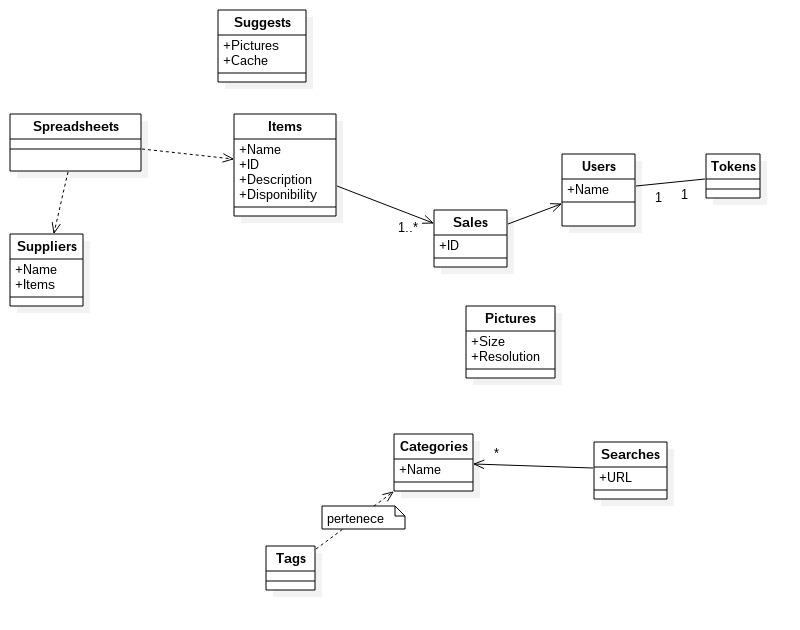 Suggests
+Pictures
+Cache
Spreadsheets
Items
+Name
+ID
+Description
+Disponibility
Users
+Name
Tokens
1
1
1..*
Sales
+ID
Suppliers
+Name
+Items
Pictures
+Size
+Resolution
Categories
+Name
*
Searches
+URL
pertenece
Tags